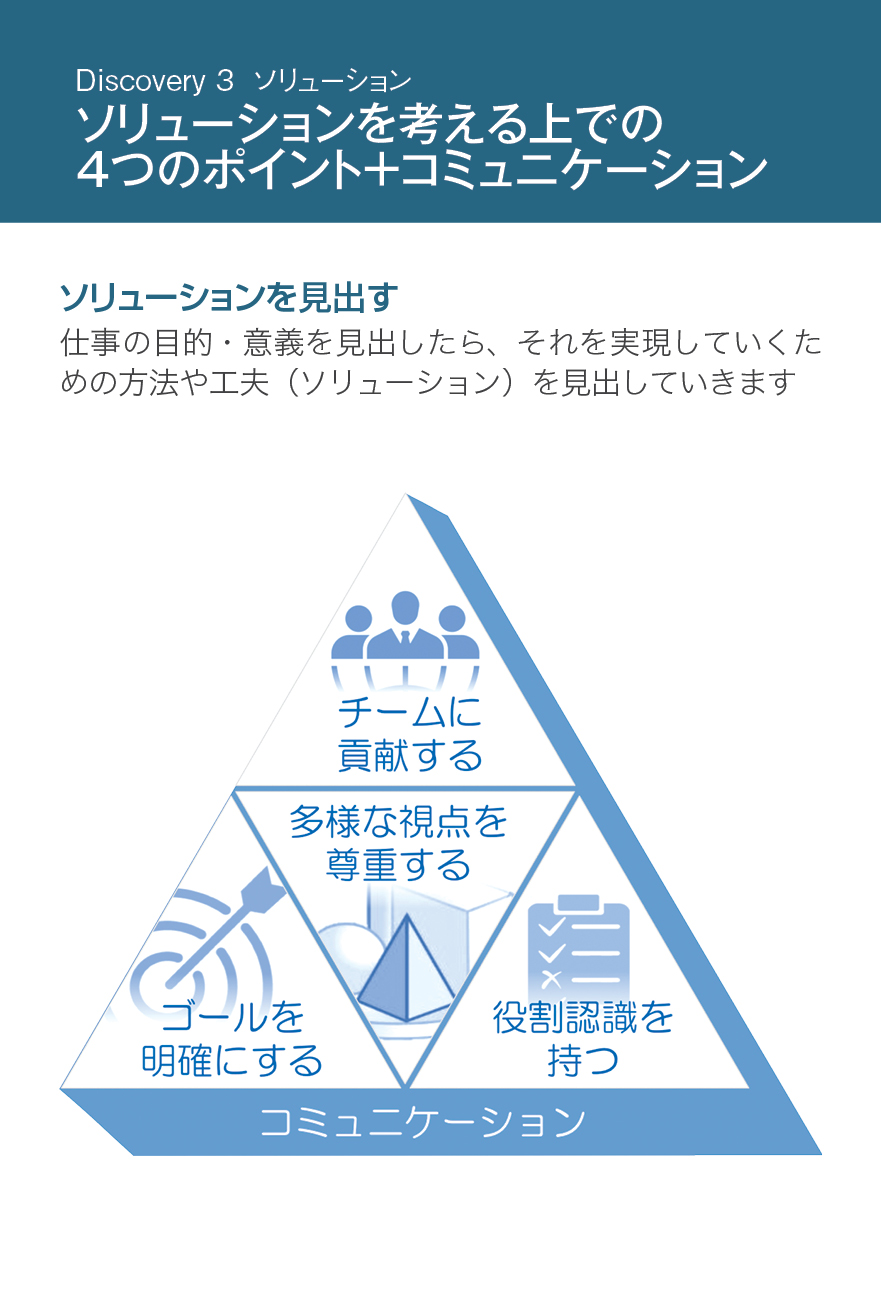 Discovery 3 ソリューション
ソリューションを考える上での
4つのポイント+コミュニケーション
ソリューションを見出す
仕事の目的・意義を見出したら、それを実現していくた
めの方法や工夫（ソリューション）を見出していきます
チームに
貢献する
多様な視点を
尊重する
ゴールを
明確にする
役割認識を
持つ
コミュニケーション